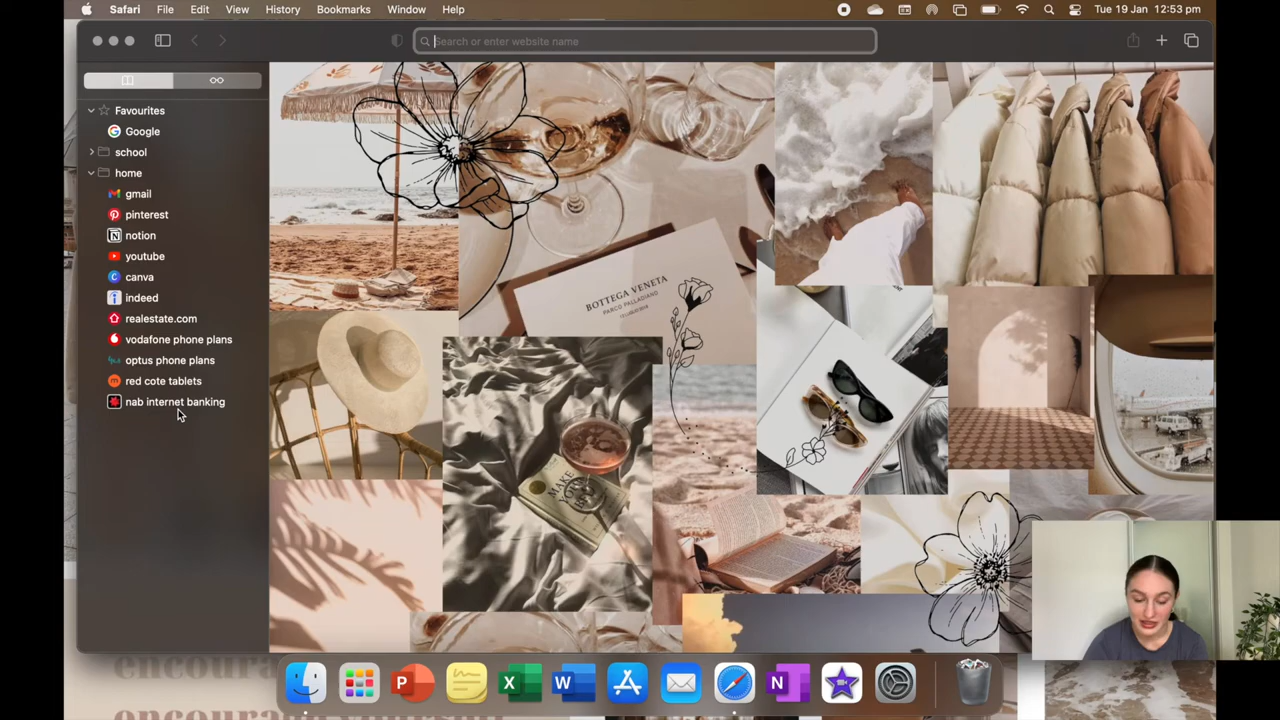 Safari File Edit View History Bookmarks Window Help
Tue 19 Jan 12:53 pm
Search or enter website name
Favourites
Google
school
home
gmail
pinterest
notion
youtube
canva
indeed
realestate.com
vodafone phone plans
optus phone plans
red cote tablets
nab internet banking
BOTTEGA VENETA
PARCO PALLADIANO
MAKE
YOUR
P
X
W
N